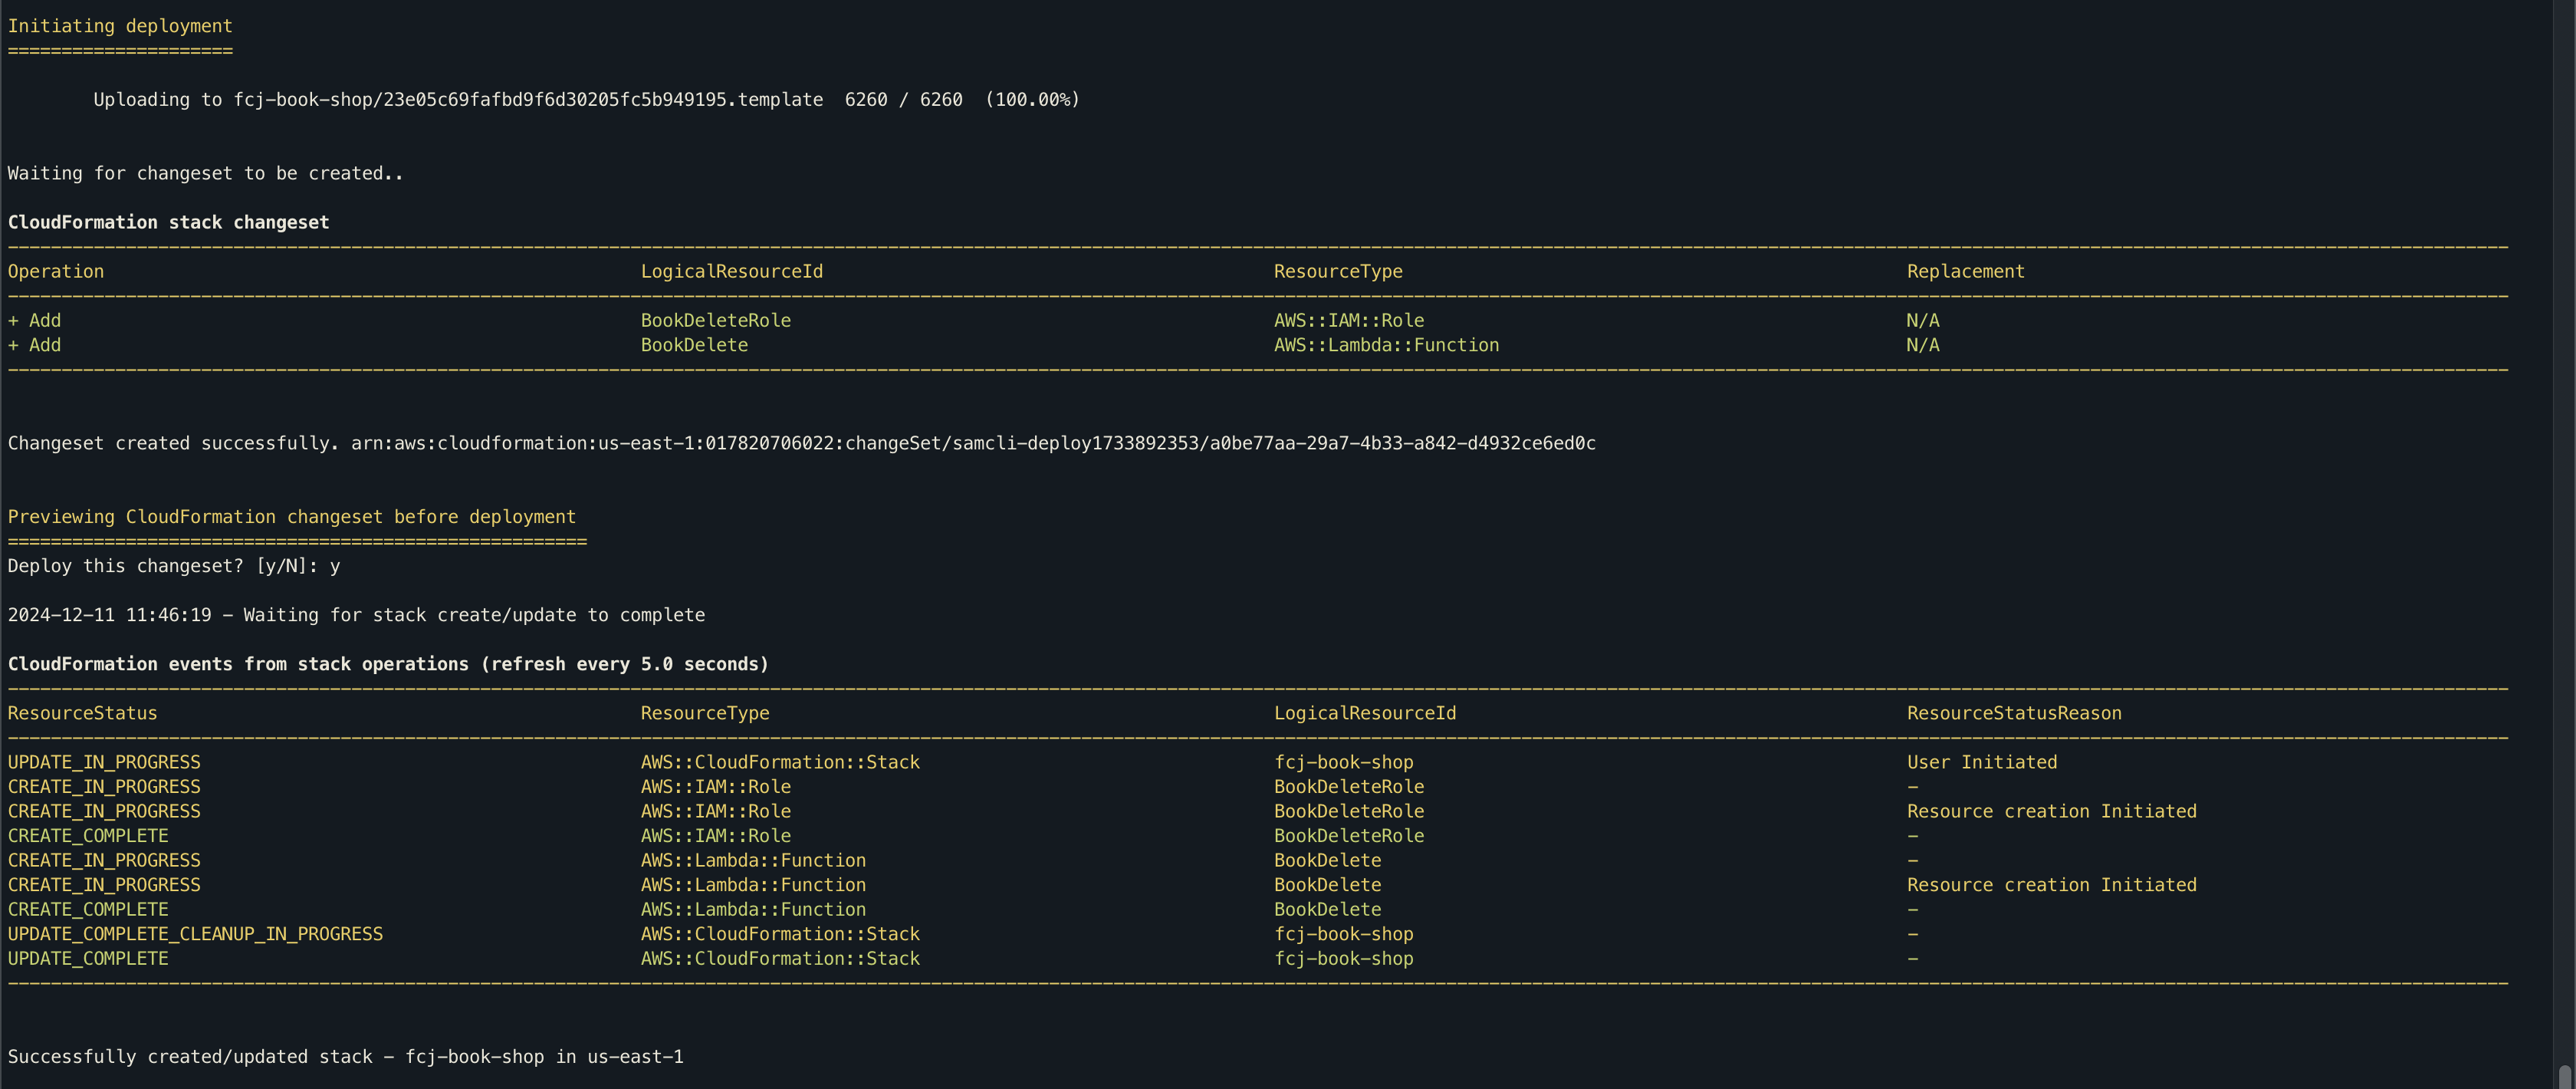 Initiating deployment
=====================
Uploading to fcj-book-shop/23e05c69fafbd9f6d30205fc5b949195.template  6260 / 6260  (100.00%)
Waiting for changeset to be created..
CloudFormation stack changeset
Operation LogicalResourceId ResourceType Replacement
+ Add BookDeleteRole AWS::IAM::Role N/A
+ Add BookDelete AWS::Lambda::Function N/A
Changeset created successfully. arn:aws:cloudformation:us-east-1:017820706022:changeSet/samcli-deploy1733892353/a0be77aa-29a7-4b33-a842-d4932ce6ed0c
Previewing CloudFormation changeset before deployment
======================================================
Deploy this changeset? [y/N]: y
2024-12-11 11:46:19 - Waiting for stack create/update to complete
CloudFormation events from stack operations (refresh every 5.0 seconds)
ResourceStatus ResourceType LogicalResourceId ResourceStatusReason
UPDATE_IN_PROGRESS AWS::CloudFormation::Stack fcj-book-shop User Initiated
CREATE_IN_PROGRESS AWS::IAM::Role BookDeleteRole -
CREATE_IN_PROGRESS AWS::IAM::Role BookDeleteRole Resource creation Initiated
CREATE_COMPLETE AWS::IAM::Role BookDeleteRole -
CREATE_IN_PROGRESS AWS::Lambda::Function BookDelete -
CREATE_IN_PROGRESS AWS::Lambda::Function BookDelete Resource creation Initiated
CREATE_COMPLETE AWS::Lambda::Function BookDelete -
UPDATE_COMPLETE_CLEANUP_IN_PROGRESS AWS::CloudFormation::Stack fcj-book-shop -
UPDATE_COMPLETE AWS::CloudFormation::Stack fcj-book-shop -
Successfully created/updated stack - fcj-book-shop in us-east-1